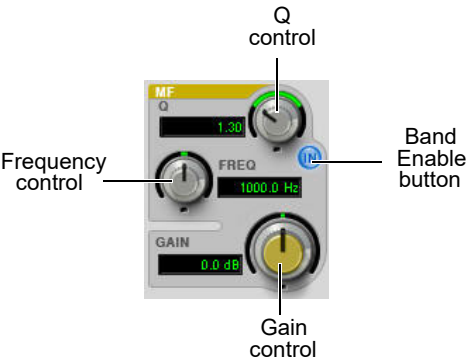 Q
control
MF
Q
1.30
Band
Enable
button
IN
Frequency
control
FREQ
1000.0 Hz
GAIN
0.0 dB
Gain
control